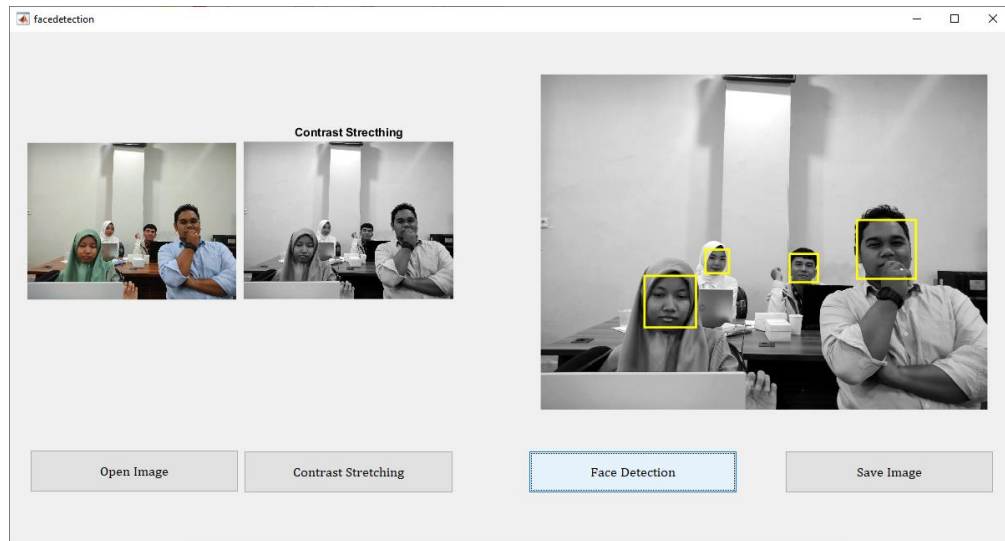 facedetection
Contrast Strecthing
Open Image
Contrast Stretching
Face Detection
Save Image